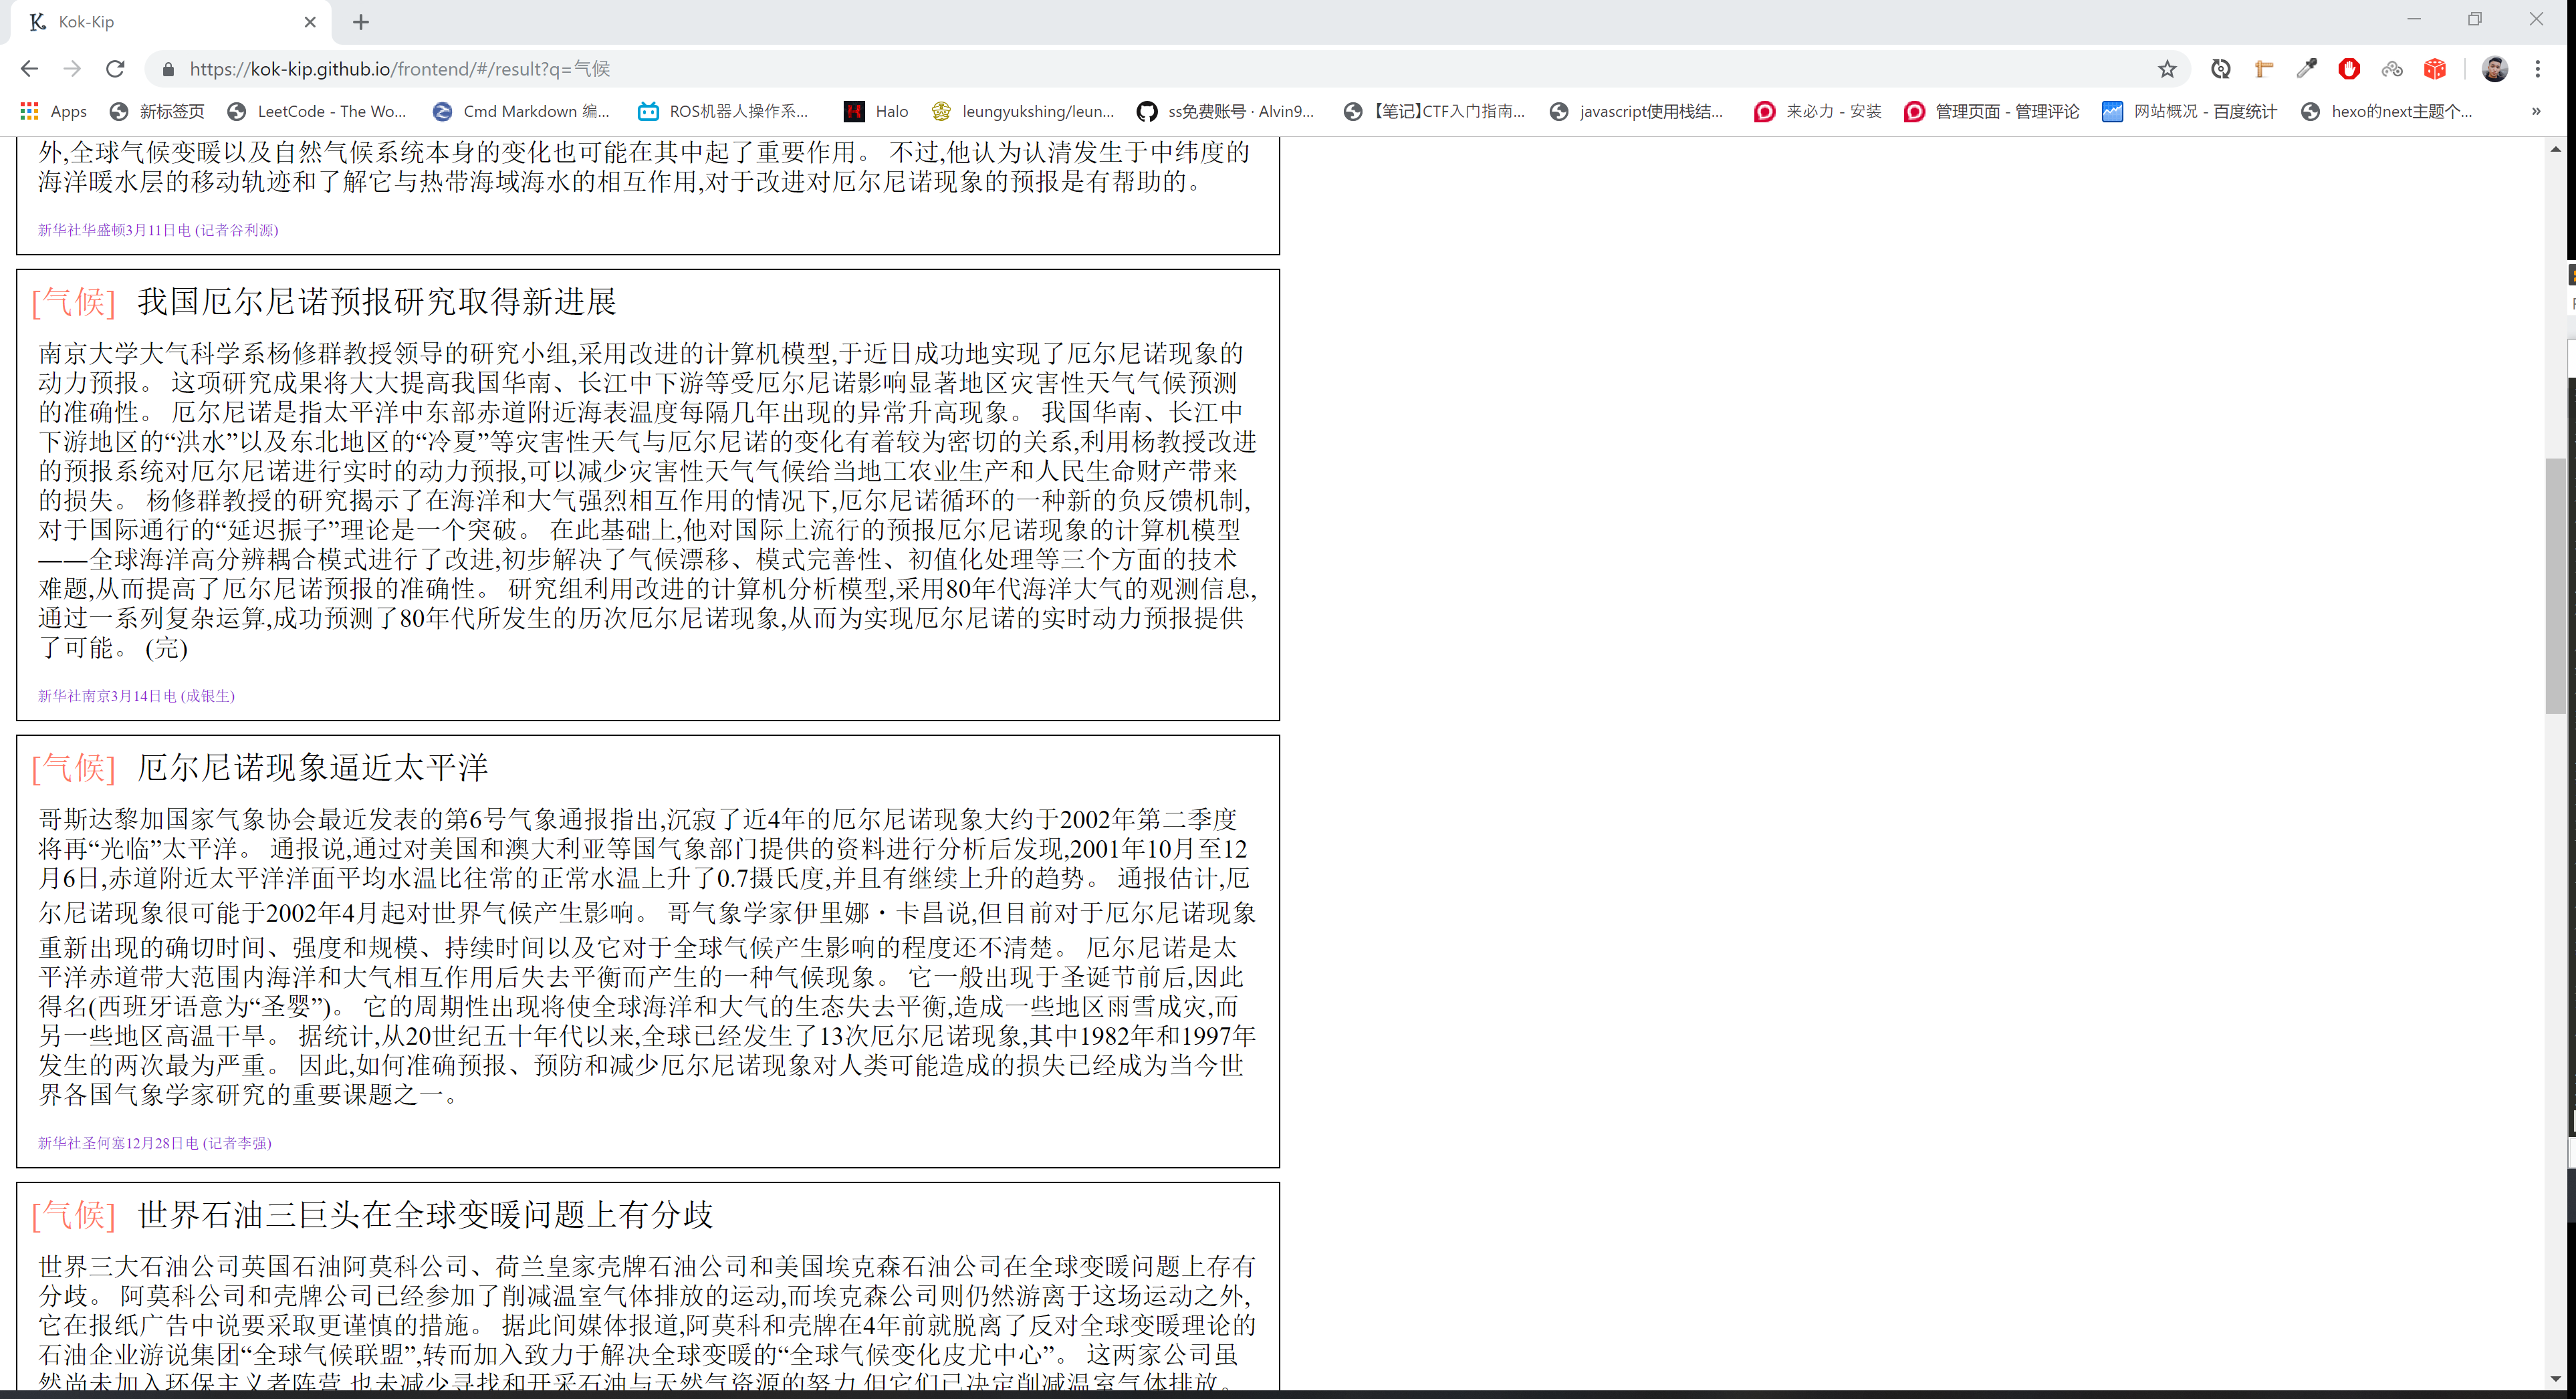 Kok-Kip
https://kok-kip.github.io/frontend/#/result?q=气候
Apps 新标签页 LeetCode - The Wo... Cmd Markdown 编... ROS机器人操作系... Halo leungyukshing/leun... ss免费账号 · Alvin9... 【笔记】CTF入门指南... javascript使用栈结... 来必力 - 安装 管理页面 - 管理评论 网站概况 - 百度统计 hexo的next主题个... »
外,全球气候变暖以及自然气候系统本身的变化也可能在其中起了重要作用。 不过,他认为认清发生于中纬度的
海洋暖水层的移动轨迹和了解它与热带海域海水的相互作用,对于改进对厄尔尼诺现象的预报是有帮助的。
新华社华盛顿3月11日电 (记者谷利源)
[气候] 我国厄尔尼诺预报研究取得新进展
南京大学大气科学系杨修群教授领导的研究小组,采用改进的计算机模型,于近日成功地实现了厄尔尼诺现象的
动力预报。 这项研究成果将大大提高我国华南、长江中下游等受厄尔尼诺影响显著地区灾害性天气气候预测
的准确性。 厄尔尼诺是指太平洋中东部赤道附近海表温度每隔几年出现的异常升高现象。 我国华南、长江中
下游地区的“洪水”以及东北地区的“冷夏”等灾害性天气与厄尔尼诺的变化有着较为密切的关系,利用杨教授改进
的预报系统对厄尔尼诺进行实时的动力预报,可以减少灾害性天气气候给当地工农业生产和人民生命财产带来
的损失。 杨修群教授的研究揭示了在海洋和大气强烈相互作用的情况下,厄尔尼诺循环的一种新的负反馈机制,
对于国际通行的“延迟振子”理论是一个突破。 在此基础上,他对国际上流行的预报厄尔尼诺现象的计算机模型
——全球海洋高分辨耦合模式进行了改进,初步解决了气候漂移、模式完善性、初值化处理等三个方面的技术
难题,从而提高了厄尔尼诺预报的准确性。 研究组利用改进的计算机分析模型,采用80年代海洋大气的观测信息,
通过一系列复杂运算,成功预测了80年代所发生的历次厄尔尼诺现象,从而为实现厄尔尼诺的实时动力预报提供
了可能。 (完)
新华社南京3月14日电 (成银生)
[气候] 厄尔尼诺现象逼近太平洋
哥斯达黎加国家气象协会最近发表的第6号气象通报指出,沉寂了近4年的厄尔尼诺现象大约于2002年第二季度
将再“光临”太平洋。 通报说,通过对美国和澳大利亚等国气象部门提供的资料进行分析后发现,2001年10月至12
月6日,赤道附近太平洋洋面平均水温比往常的正常水温上升了0.7摄氏度,并且有继续上升的趋势。 通报估计,厄
尔尼诺现象很可能于2002年4月起对世界气候产生影响。 哥气象学家伊里娜・卡昌说,但目前对于厄尔尼诺现象
重新出现的确切时间、强度和规模、持续时间以及它对于全球气候产生影响的程度还不清楚。 厄尔尼诺是太
平洋赤道带大范围内海洋和大气相互作用后失去平衡而产生的一种气候现象。 它一般出现于圣诞节前后,因此
得名(西班牙语意为“圣婴”)。 它的周期性出现将使全球海洋和大气的生态失去平衡,造成一些地区雨雪成灾,而
另一些地区高温干旱。 据统计,从20世纪五十年代以来,全球已经发生了13次厄尔尼诺现象,其中1982年和1997年
发生的两次最为严重。 因此,如何准确预报、预防和减少厄尔尼诺现象对人类可能造成的损失已经成为当今世
界各国气象学家研究的重要课题之一。
新华社圣何塞12月28日电 (记者李强)
[气候] 世界石油三巨头在全球变暖问题上有分歧
世界三大石油公司英国石油阿莫科公司、荷兰皇家壳牌石油公司和美国埃克森石油公司在全球变暖问题上存有
分歧。 阿莫科公司和壳牌公司已经参加了削减温室气体排放的运动,而埃克森公司则仍然游离于这场运动之外,
它在报纸广告中说要采取更谨慎的措施。 据此间媒体报道,阿莫科和壳牌在4年前就脱离了反对全球变暖理论的
石油企业游说集团“全球气候联盟”,转而加入致力于解决全球变暖的“全球气候变化皮尤中心”。 这两家公司虽
然尚未加入环保主义者阵营,也未减少寻找和开采石油与天然气资源的努力,但它们已决定削减温室气体排放。